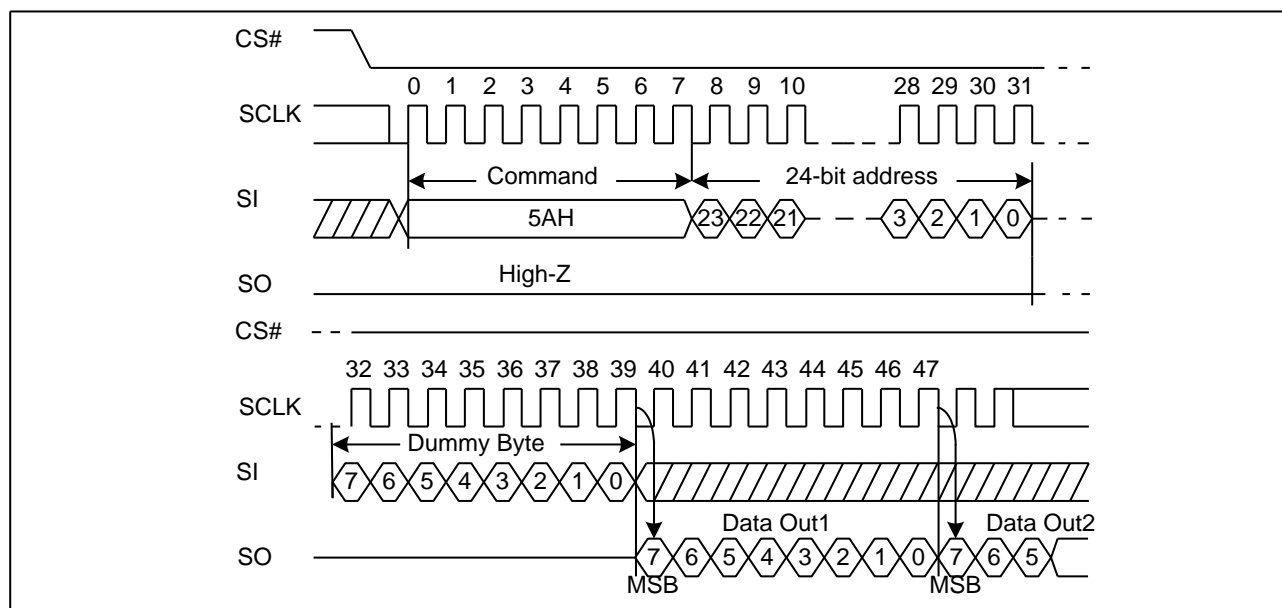 CS#
0 1 2 3 4 5 6 7 8 9 10 28 29 30 31
SCLK
Command 24-bit address
SI
5AH 23 22 21 3 2 1 0
High-Z
SO
CS#
32 33 34 35 36 37 38 39 40 41 42 43 44 45 46 47
SCLK
Dummy Byte
SI
7 6 5 4 3 2 1 0
Data Out1 Data Out2
SO
7 6 5 4 3 2 1 0 7 6 5
MSB MSB